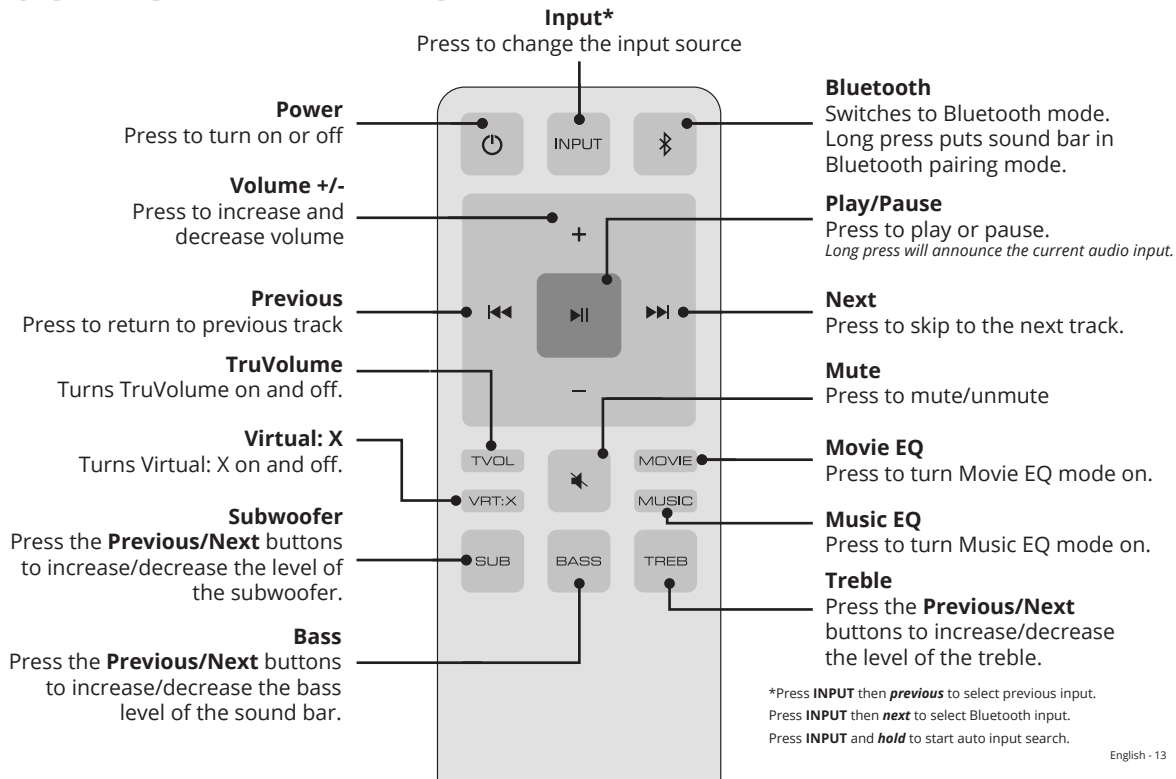 Input*
Press to change the input source
Power
Press to turn on or off
Volume +/-
Press to increase and
decrease volume
Previous
Press to return to previous track
TruVolume
Turns TruVolume on and off.
Virtual: X
Turns Virtual: X on and off.
Subwoofer
Press the Previous/Next buttons
to increase/decrease the level of
the subwoofer.
Bass
Press the Previous/Next buttons
to increase/decrease the bass
level of the sound bar.
INPUT
+
−
TVOL
MOVIE
VRT:X
MUSIC
SUB
BASS
TREB
Bluetooth
Switches to Bluetooth mode.
Long press puts sound bar in
Bluetooth pairing mode.
Play/Pause
Press to play or pause.
Long press will announce the current audio input.
Next
Press to skip to the next track.
Mute
Press to mute/unmute
Movie EQ
Press to turn Movie EQ mode on.
Music EQ
Press to turn Music EQ mode on.
Treble
Press the Previous/Next
buttons to increase/decrease
the level of the treble.
*Press INPUT then previous to select previous input.
Press INPUT then next to select Bluetooth input.
Press INPUT and hold to start auto input search.
English - 13